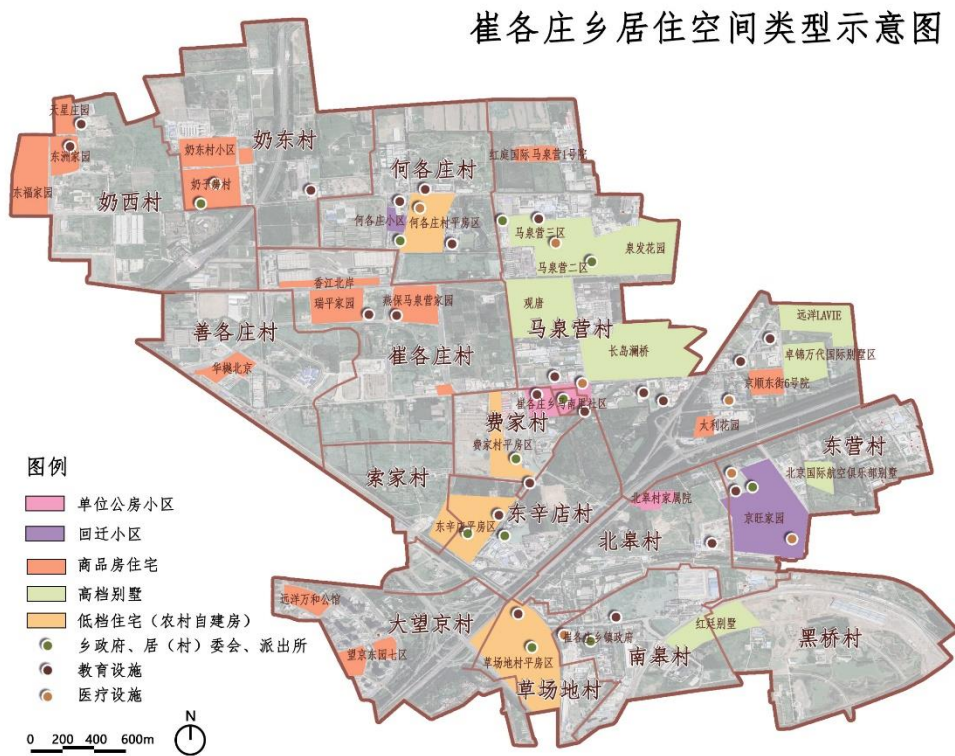 崔各庄乡居住空间类型示意图
天星庄园
东洲家园
东福家园
奶西村
奶东村小区
奶东村
奶子房村
何各庄村
红庭国际 马泉营1号院
何各庄小区
何各庄村平房区
马泉营三区
泉发花园
马泉营二区
香江北岸
瑞平家园
燕保马泉营家园
观唐
马泉营村
长岛澜桥
远洋LAVIE
卓锦万代国际别墅区
京顺东街6号院
善各庄村
华樾北京
崔各庄村
崔各庄乡马南里社区
大利花园
费家村
费家村平房区
东营村
北京国际航空俱乐部别墅
索家村
东辛店村
东辛店平房区
北皋村家属院
京旺家园
北皋村
远洋万和公馆
大望京村
望京东园七区
崔各庄乡镇政府
草场地村平房区
草场地村
南皋村
红廷别墅
黑桥村
图例
单位公房小区
回迁小区
商品房住宅
高档别墅
低档住宅（农村自建房）
乡政府、居（村）委会、派出所
教育设施
医疗设施
0 200 400 600m
N